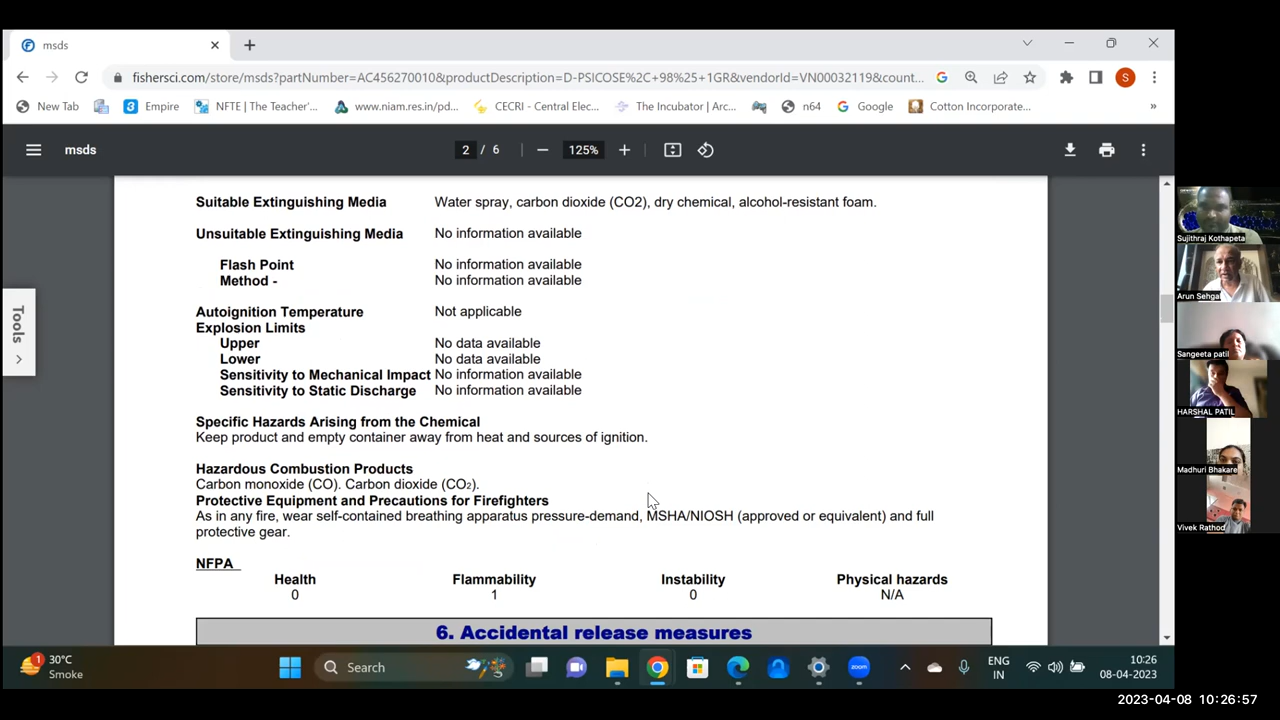 msds
fishersci.com/store/msds?partNumber=AC456270010&productDescription=D-PSICOSE%2C+98%25+1GR&vendorId=VN00032119&count...
New Tab
Empire
NFTE | The Teacher'...
www.niam.res.in/pd...
CECRI - Central Elec...
The Incubator | Arc...
x64
Google
Cotton Incorporate...
»
msds
2 / 6
125%
Tools
Suitable Extinguishing Media Water spray, carbon dioxide (CO2), dry chemical, alcohol-resistant foam.
Unsuitable Extinguishing Media No information available
Flash Point No information available
Method - No information available
Autoignition Temperature Not applicable
Explosion Limits
Upper No data available
Lower No data available
Sensitivity to Mechanical Impact No information available
Sensitivity to Static Discharge No information available
Specific Hazards Arising from the Chemical
Keep product and empty container away from heat and sources of ignition.
Hazardous Combustion Products
Carbon monoxide (CO). Carbon dioxide (CO₂).
Protective Equipment and Precautions for Firefighters
As in any fire, wear self-contained breathing apparatus pressure-demand, MSHA/NIOSH (approved or equivalent) and full
protective gear.
NFPA
Health Flammability Instability Physical hazards
0 1 0 N/A
6. Accidental release measures
Sujithraj Kothapeta
Arun Sehgal
Sangeeta patil
HARSHAL PATIL
Madhuri Bhakare
Vivek Rathod
1
30°C
Smoke
Search
zoom
ENG
IN
10:26
08-04-2023
2023-04-08 10:26:57